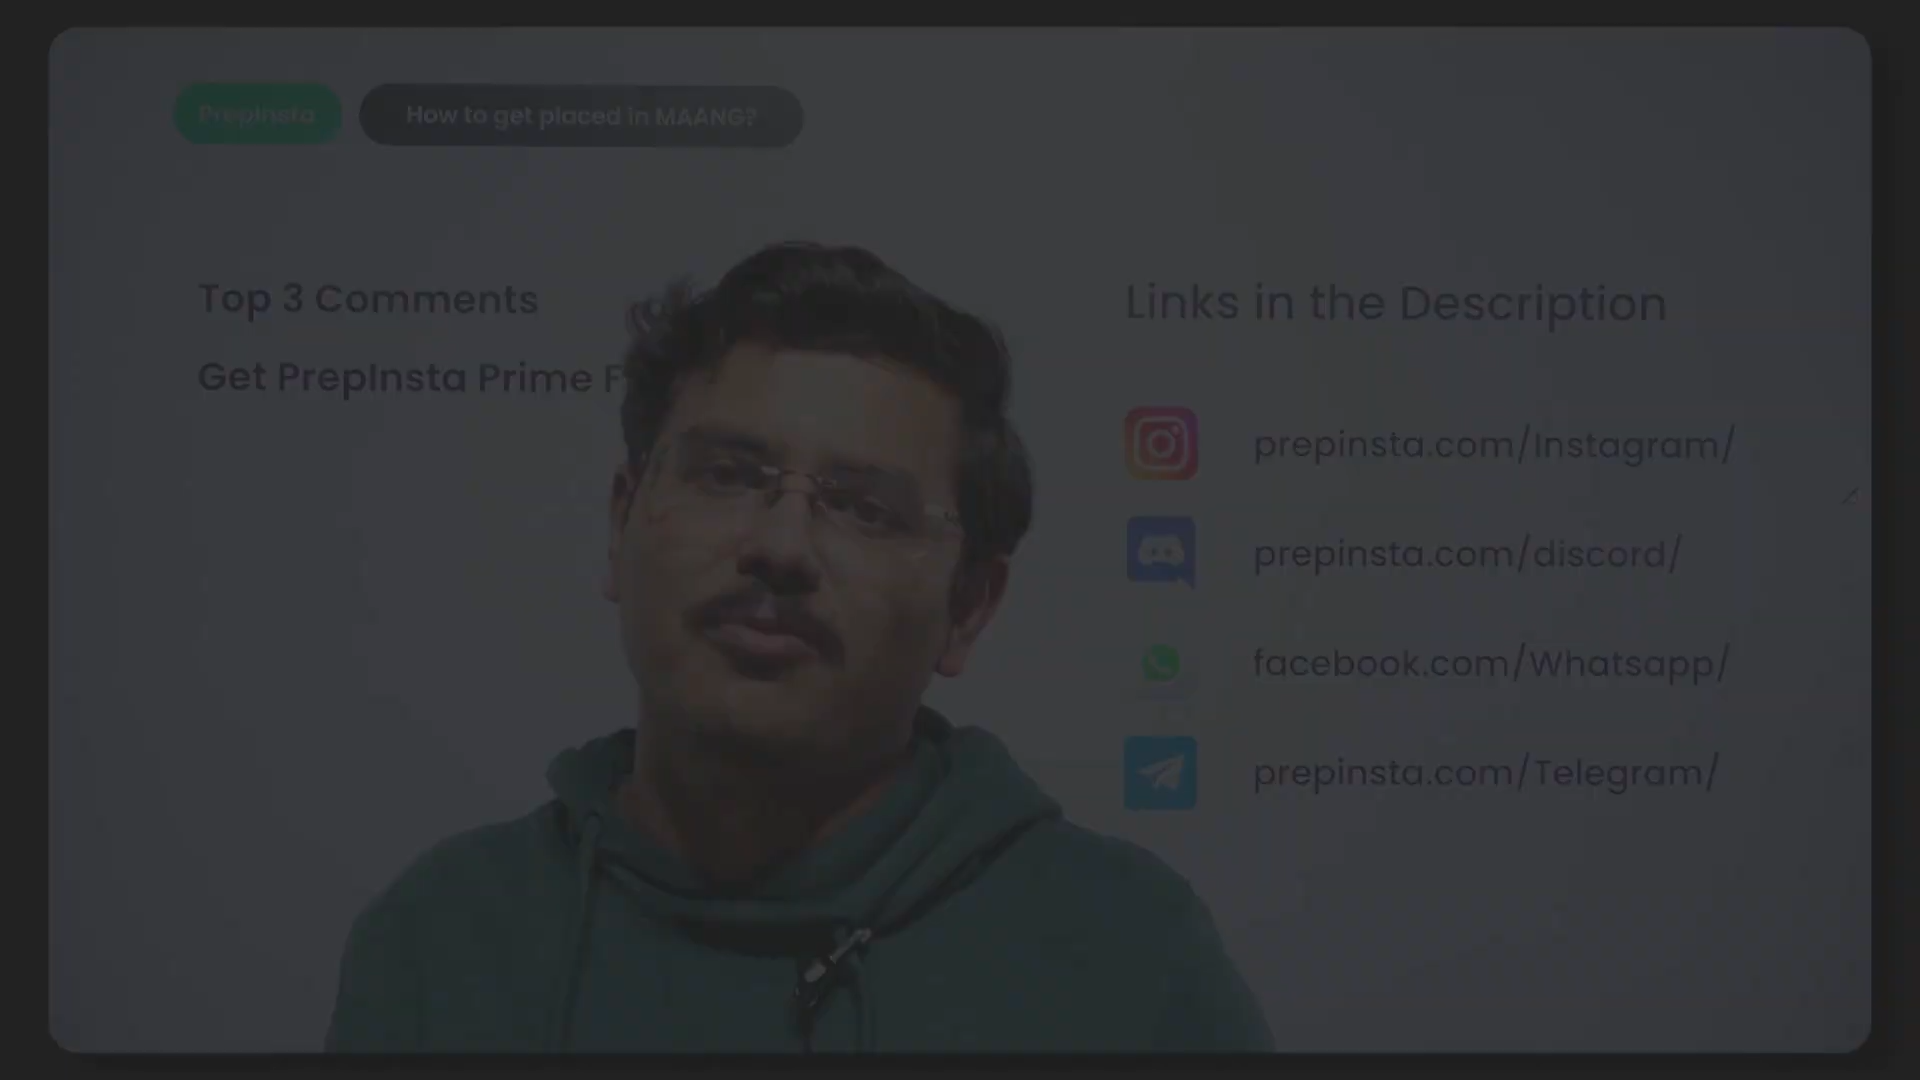 PrepInsta
How to get placed in MAANG?
Top 3 Comments
Get PrepInsta Prime F
Links in the Description
prepinsta.com/Instagram/
prepinsta.com/discord/
facebook.com/Whatsapp/
prepinsta.com/Telegram/